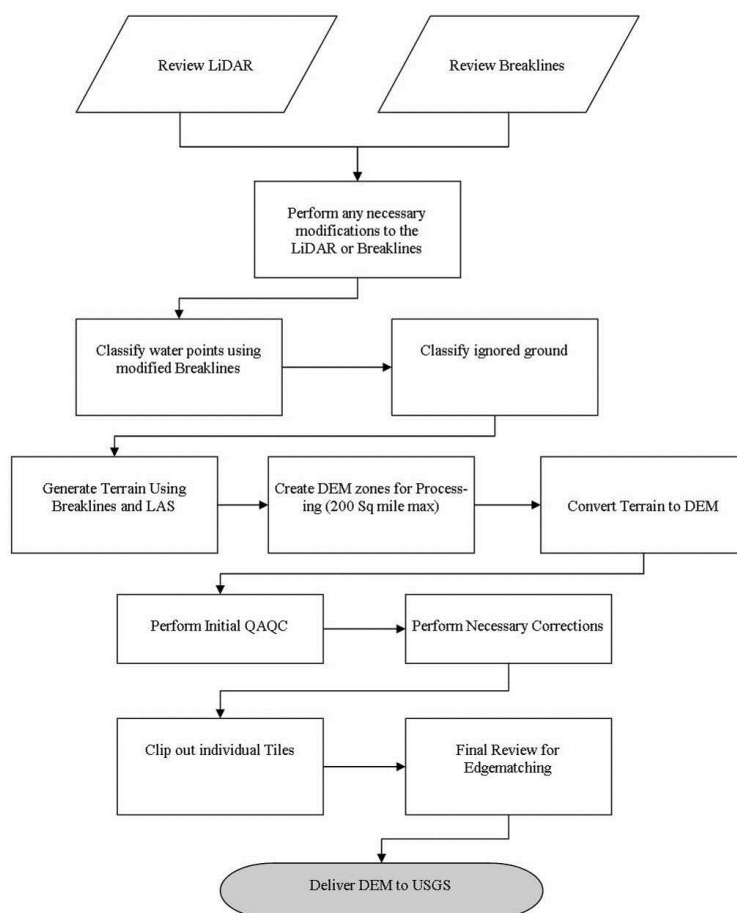 Review LiDAR
Review Breaklines
Perform any necessary
modifications to the
LiDAR or Breaklines
Classify water points using
modified Breaklines
Classify ignored ground
Generate Terrain Using
Breaklines and LAS
Create DEM zones for Process-
ing (200 Sq mile max)
Convert Terrain to DEM
Perform Initial QAQC
Perform Necessary Corrections
Clip out individual Tiles
Final Review for
Edgematching
Deliver DEM to USGS